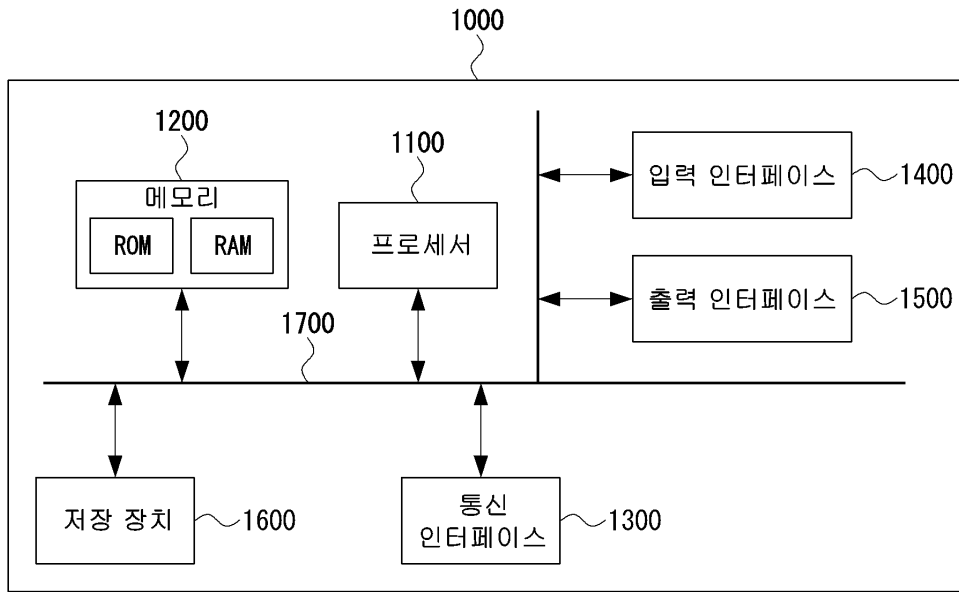 1000
1200
1100
메모리
ROM
RAM
프로세서
입력 인터페이스
1400
출력 인터페이스
1500
1700
저장 장치
1600
통신
인터페이스
1300